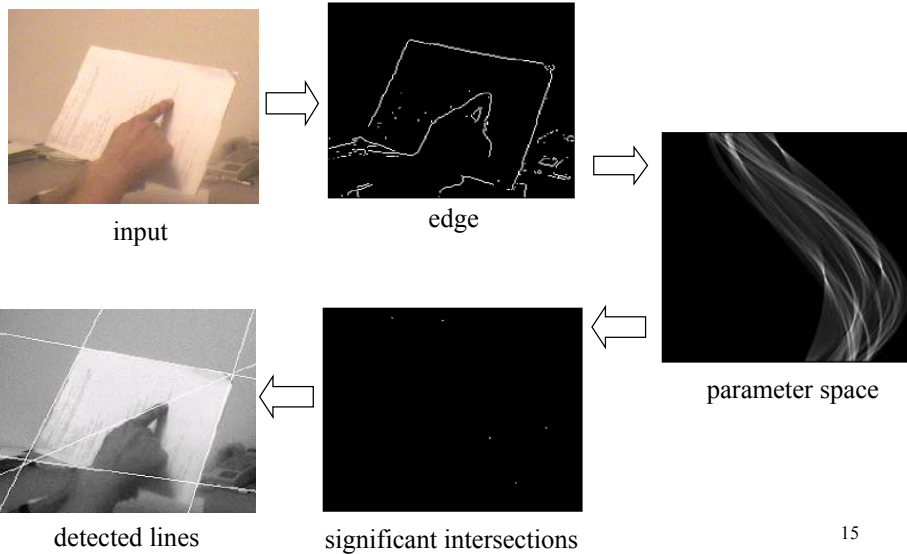 input
edge
parameter space
significant intersections
detected lines
15